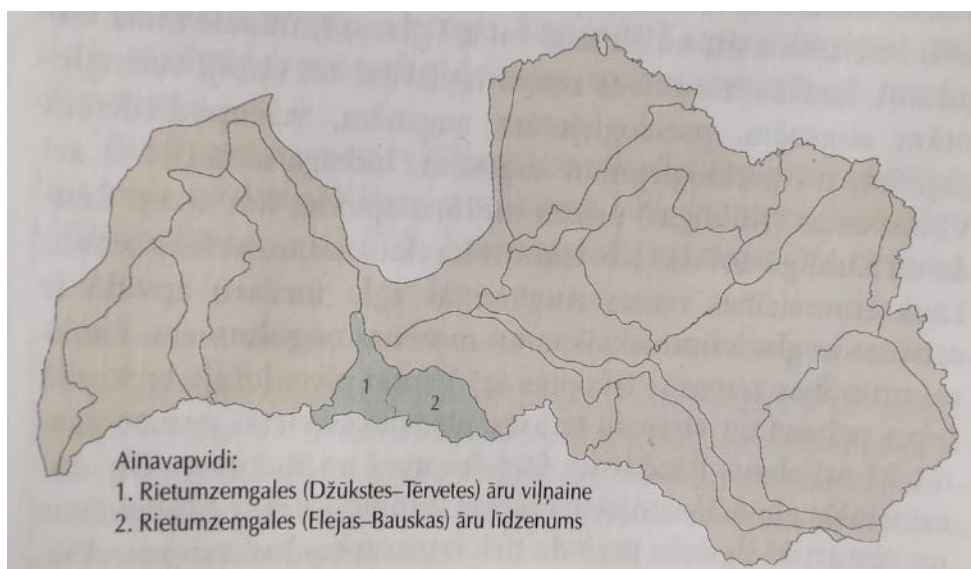 1
2
Ainavapvidi:
1. Rietumzemgales (Džūkstes–Tērvetes) āru viļņaine
2. Rietumzemgales (Elejas–Bauskas) āru līdzenums